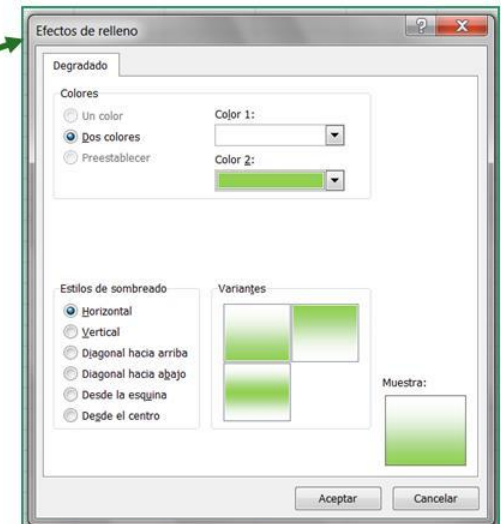 Efectos de relleno
Degradado
Colores
Un color
Dos colores
Preestablecer
Color 1:
Color 2:
Estilos de sombreado
Horizontal
Vertical
Diagonal hacia arriba
Diagonal hacia abajo
Desde la esquina
Desde el centro
Variantes
Muestra:
Aceptar
Cancelar